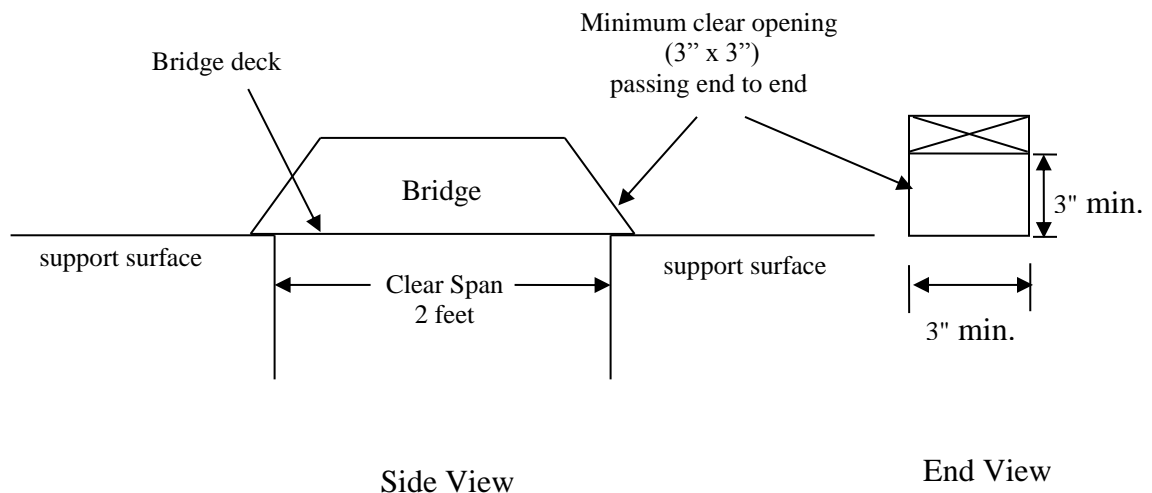 Minimum clear opening
(3” x 3”)
passing end to end
Bridge deck
Bridge
3" min.
support surface
support surface
Clear Span
2 feet
3" min.
Side View
End View